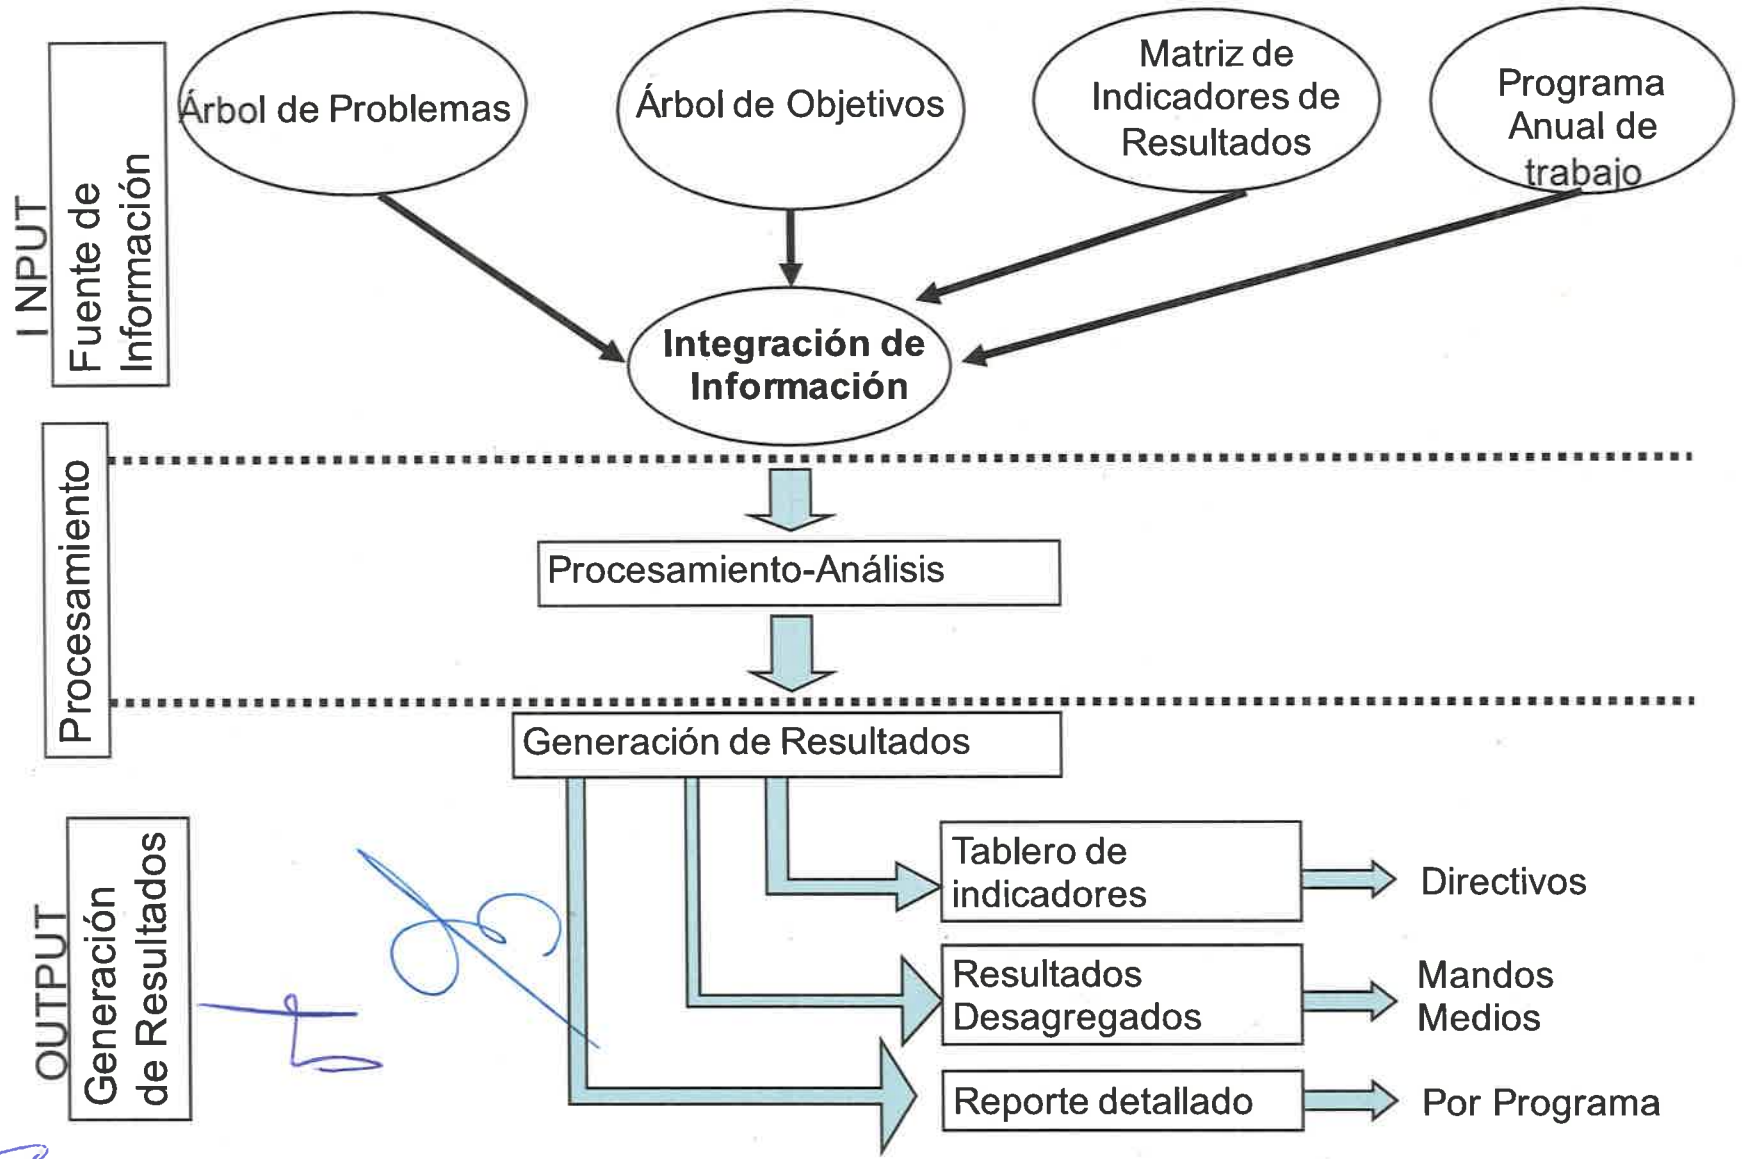 INPUT
Fuente de
Información
Árbol de Problemas
Árbol de Objetivos
Matriz de
Indicadores de
Resultados
Programa
Anual de
trabajo
Integración de
Información
Procesamiento
Procesamiento-Análisis
Generación de Resultados
OUTPUT
Generación
de Resultados
Tablero de
indicadores
Directivos
Resultados
Desagregados
Mandos
Medios
Reporte detallado
Por Programa